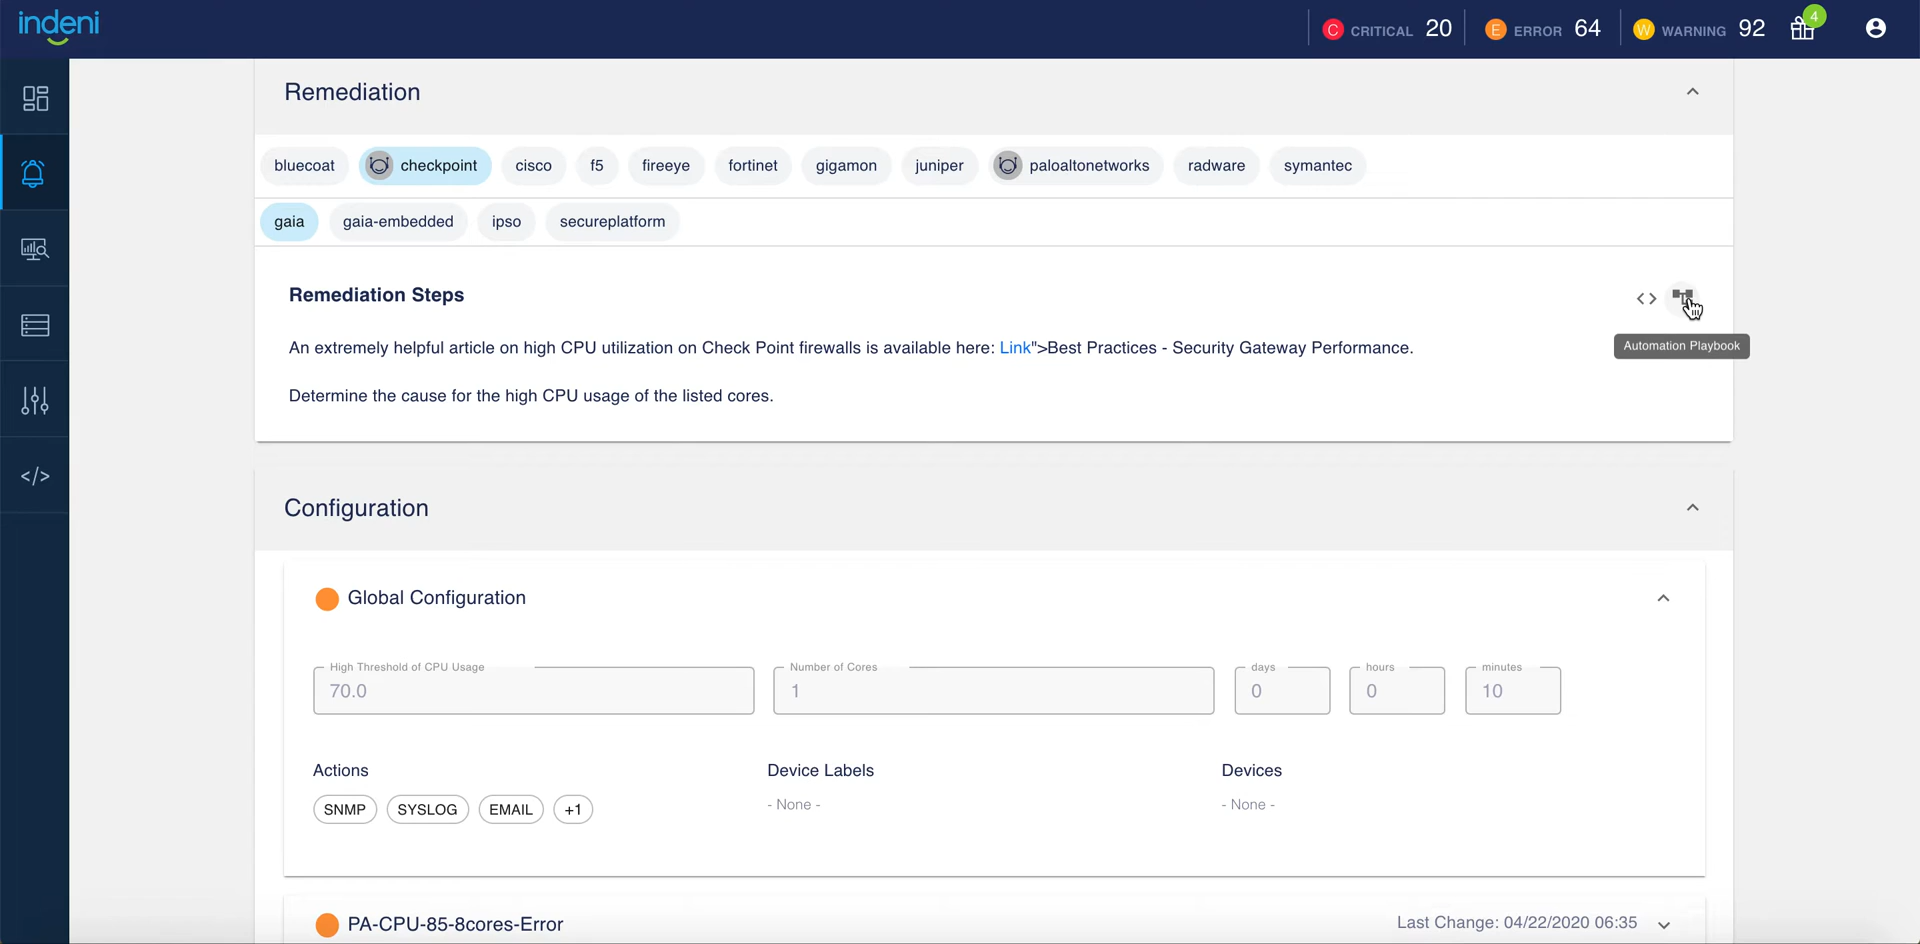 indeni
C CRITICAL 20 E ERROR 64 W WARNING 92 4
Remediation
bluecoat checkpoint cisco f5 fireeye fortinet gigamon juniper paloaltonetworks radware symantec
gaia gaia-embedded ipso secureplatform
Remediation Steps
An extremely helpful article on high CPU utilization on Check Point firewalls is available here: Link">Best Practices - Security Gateway Performance.
Automation Playbook
Determine the cause for the high CPU usage of the listed cores.
Configuration
Global Configuration
High Threshold of CPU Usage Number of Cores days hours minutes
70.0 1 0 0 10
Actions Device Labels Devices
SNMP SYSLOG EMAIL +1 - None - - None -
PA-CPU-85-8cores-Error Last Change: 04/22/2020 06:35